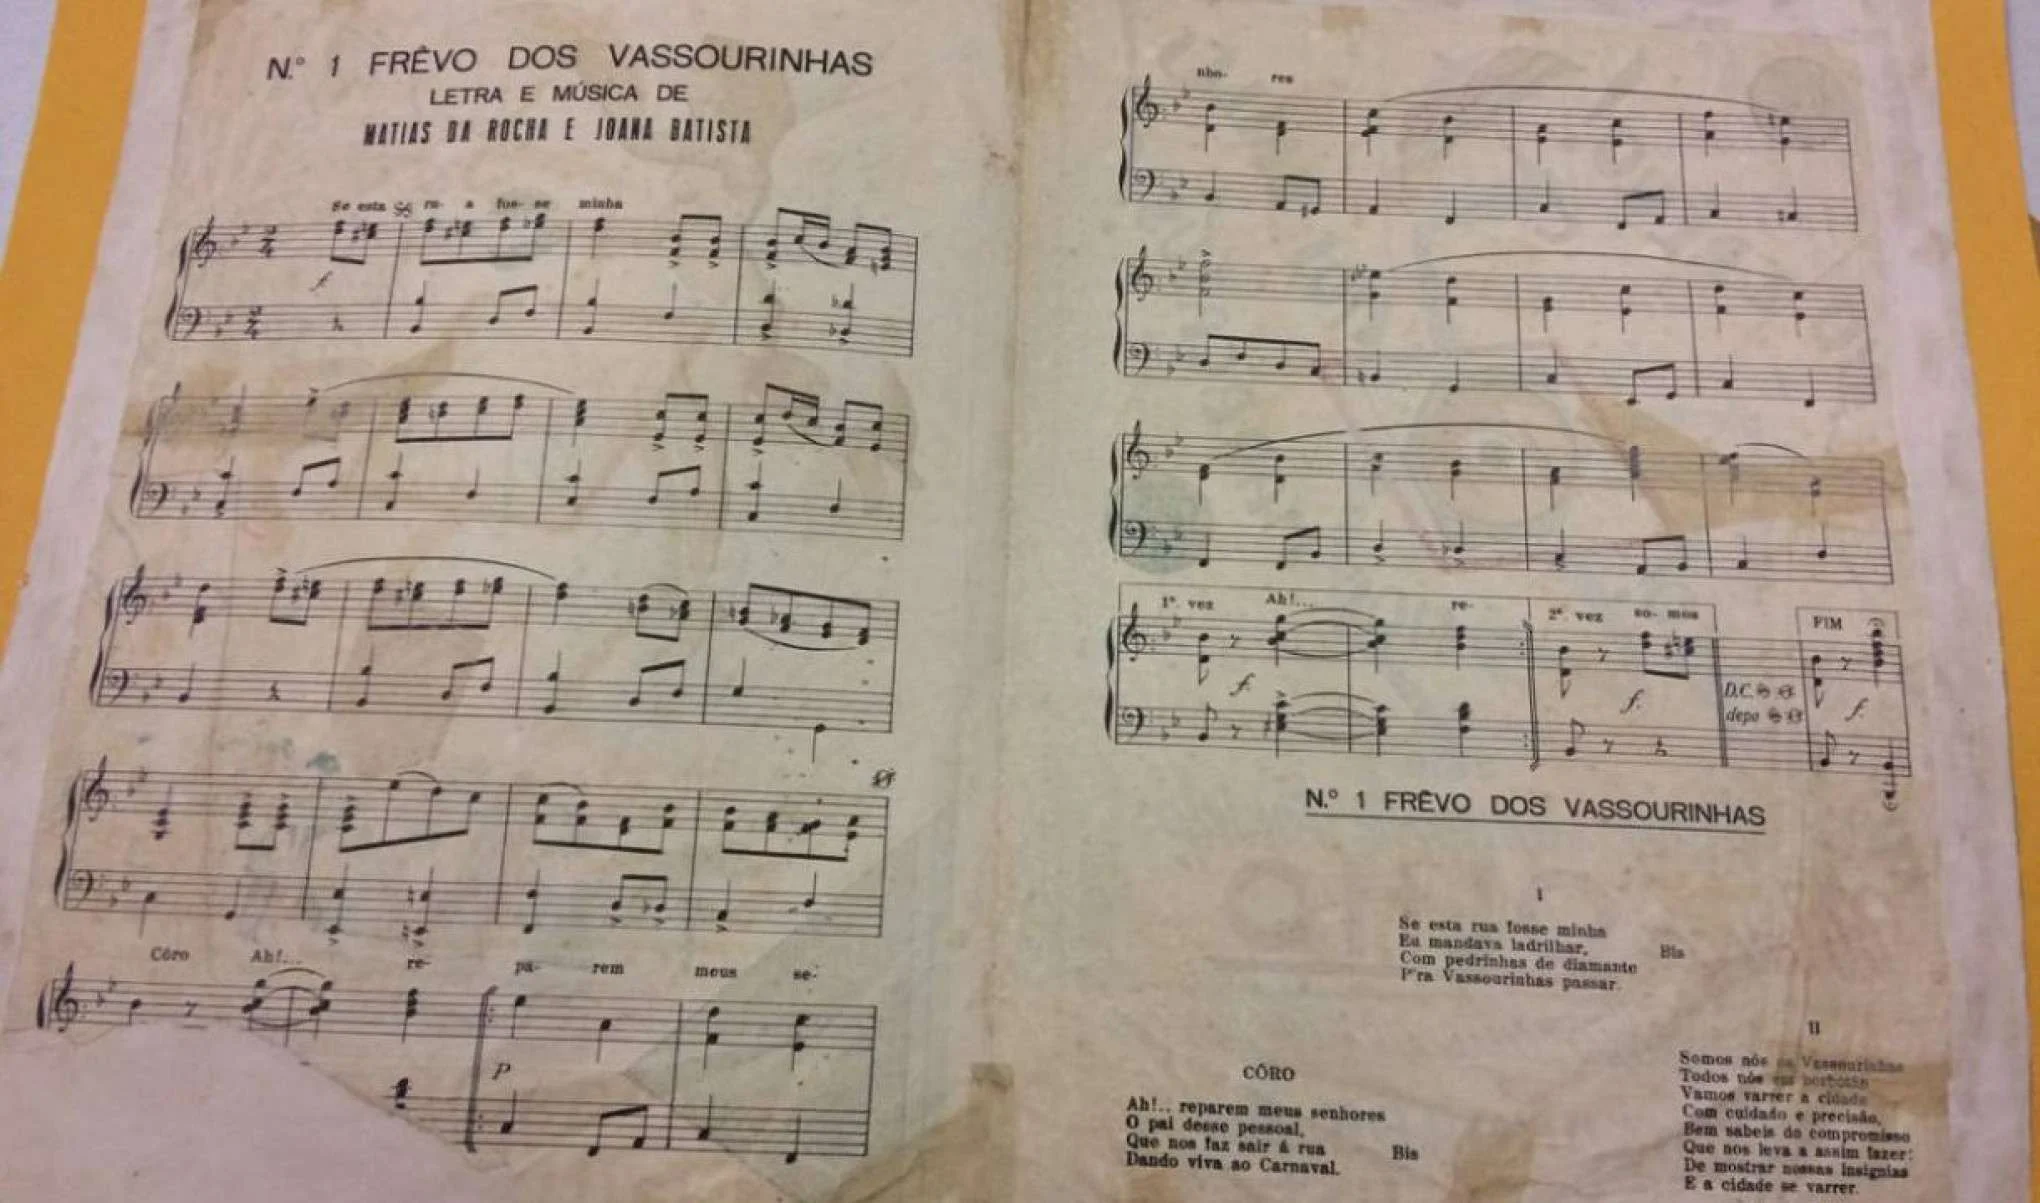 N.º 1 FRÊVO DOS VASSOURINHAS
LETRA E MÚSICA DE
MATIAS DA ROCHA E JOANA BATISTA
Se esta ru- a fos- se minha
f
Côro Ah!... re- pa- rem meus se-
P
nho- res
1ª. vez Ah!... re- 2ª. vez so- mos FIM
f. f. f.
D.C.
depo
N.º 1 FRÊVO DOS VASSOURINHAS
I
Se esta rua fosse minha
Eu mandava ladrilhar, Bis
Com pedrinhas de diamante
P'ra Vassourinhas passar.
CÔRO
Ah!.. reparem meus senhores
O pai desse pessoal,
Que nos faz sair á rua Bis
Dando viva ao Carnaval.
II
Somos nós os Vassourinhas
Todos nós em borbotão
Vamos varrer a cidade
Com cuidado e precisão,
Bem sabeis do compromisso
Que nos leva a assim fazer:
De mostrar nossas insignias
E a cidade se varrer.